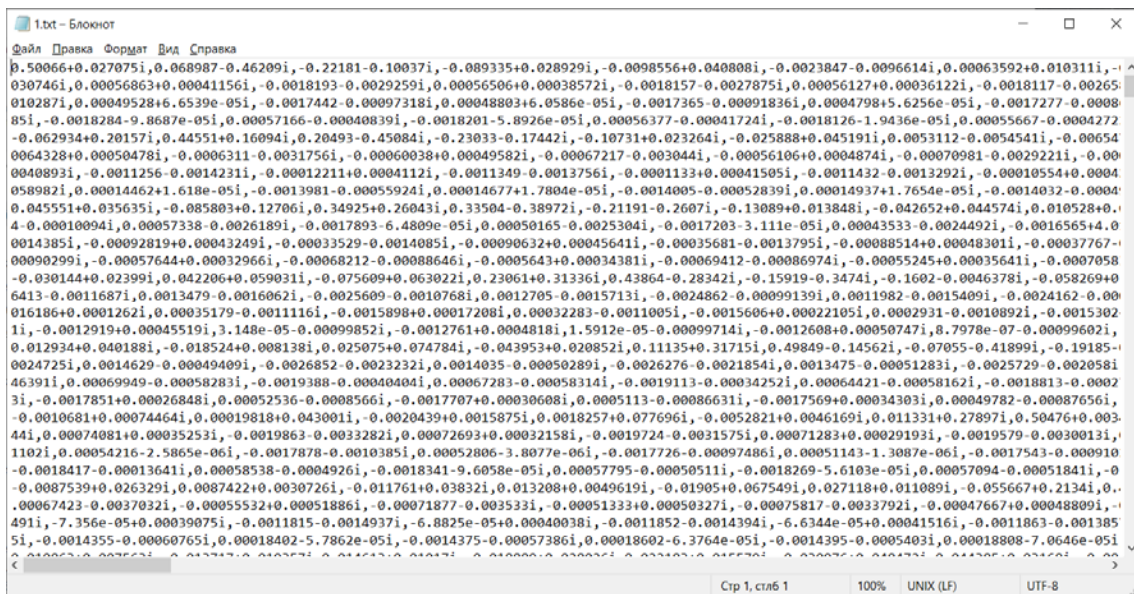 1.txt – Блокнот
Файл Правка Формат Вид Справка
0.50066+0.027075i,0.068987-0.46209i,-0.22181-0.10037i,-0.089335+0.028929i,-0.0098556+0.040808i,-0.0023847-0.0096614i,0.00063592+0.010311i,-
030746i,0.00056863+0.00041156i,-0.0018193-0.0029259i,0.00056506+0.00038572i,-0.0018157-0.0027875i,0.00056127+0.00036122i,-0.0018117-0.00265
010287i,0.00049528+6.6539e-05i,-0.0017442-0.00097318i,0.00048803+6.0586e-05i,-0.0017365-0.00091836i,0.0004798+5.6256e-05i,-0.0017277-0.0008
85i,-0.0018284-9.8687e-05i,0.00057166-0.00040839i,-0.0018201-5.8926e-05i,0.00056377-0.00041724i,-0.0018126-1.9436e-05i,0.00055667-0.0004272
-0.062934+0.20157i,0.44551+0.16094i,0.20493-0.45084i,-0.23033-0.17442i,-0.10731+0.023264i,-0.025888+0.045191i,0.0053112-0.0054541i,-0.00654
0064328+0.00050478i,-0.0006311-0.0031756i,-0.00060038+0.00049582i,-0.00067217-0.003044i,-0.00056106+0.0004874i,-0.00070981-0.0029221i,-0.00
0040893i,-0.0011256-0.0014231i,-0.00012211+0.0004112i,-0.0011349-0.0013756i,-0.0001133+0.00041505i,-0.0011432-0.0013292i,-0.00010554+0.0004
058982i,0.00014462+1.618e-05i,-0.0013981-0.00055924i,0.00014677+1.7804e-05i,-0.0014005-0.00052839i,0.00014937+1.7654e-05i,-0.0014032-0.0004
0.045551+0.035635i,-0.085803+0.12706i,0.34925+0.26043i,0.33504-0.38972i,-0.21191-0.2607i,-0.13089+0.013848i,-0.042652+0.044574i,0.010528+0.
4-0.00010094i,0.00057338-0.0026189i,-0.0017893-6.4809e-05i,0.00050165-0.0025304i,-0.0017203-3.111e-05i,0.00043533-0.0024492i,-0.0016565+4.0
0014385i,-0.00092819+0.00043249i,-0.00033529-0.0014085i,-0.00090632+0.00045641i,-0.00035681-0.0013795i,-0.00088514+0.00048301i,-0.00037767-
00090299i,-0.00057644+0.00032966i,-0.00068212-0.00088646i,-0.0005643+0.00034381i,-0.00069412-0.00086974i,-0.00055245+0.00035641i,-0.0007058
-0.030144+0.02399i,0.042206+0.059031i,-0.075609+0.063022i,0.23061+0.31336i,0.43864-0.28342i,-0.15919-0.3474i,-0.1602-0.0046378i,-0.058269+0
6413-0.0011687i,0.0013479-0.0016062i,-0.0025609-0.0010768i,0.0012705-0.0015713i,-0.0024862-0.00099139i,0.0011982-0.0015409i,-0.0024162-0.00
016186+0.0001262i,0.00035179-0.0011116i,-0.0015898+0.00017208i,0.00032283-0.0011005i,-0.0015606+0.00022105i,0.0002931-0.0010892i,-0.0015302
1i,-0.0012919+0.00045519i,3.148e-05-0.00099852i,-0.0012761+0.0004818i,1.5912e-05-0.00099714i,-0.0012608+0.00050747i,8.7978e-07-0.00099602i,
0.012934+0.040188i,-0.018524+0.008138i,0.025075+0.074784i,-0.043953+0.020852i,0.11135+0.31715i,0.49849-0.14562i,-0.07055-0.41899i,-0.19185-
0024725i,0.0014629-0.00049409i,-0.0026852-0.0023232i,0.0014035-0.00050289i,-0.0026276-0.0021854i,0.0013475-0.00051283i,-0.0025729-0.002058i
46391i,0.00069949-0.00058283i,-0.0019388-0.00040404i,0.00067283-0.00058314i,-0.0019113-0.00034252i,0.00064421-0.00058162i,-0.0018813-0.0002
3i,-0.0017851+0.00026848i,0.00052536-0.0008566i,-0.0017707+0.00030608i,0.0005113-0.00086631i,-0.0017569+0.00034303i,0.00049782-0.00087656i,
-0.0010681+0.00074464i,0.00019818+0.043001i,-0.0020439+0.0015875i,0.0018257+0.077696i,-0.0052821+0.0046169i,0.011331+0.27897i,0.50476+0.003
44i,0.00074081+0.00035253i,-0.0019863-0.0033282i,0.00072693+0.00032158i,-0.0019724-0.0031575i,0.00071283+0.00029193i,-0.0019579-0.0030013i,
1102i,0.00054216-2.5865e-06i,-0.0017878-0.0010385i,0.00052806-3.8077e-06i,-0.0017726-0.00097486i,0.00051143-1.3087e-06i,-0.0017543-0.000910
-0.0018417-0.00013641i,0.00058538-0.0004926i,-0.0018341-9.6058e-05i,0.00057795-0.00050511i,-0.0018269-5.6103e-05i,0.00057094-0.00051841i,-0
-0.0087539+0.026329i,0.0087422+0.0030726i,-0.011761+0.03832i,0.013208+0.0049619i,-0.01905+0.067549i,0.027118+0.011089i,-0.055667+0.2134i,0.
.00067423-0.0037032i,-0.00055532+0.00051886i,-0.00071877-0.003533i,-0.00051333+0.00050327i,-0.00075817-0.0033792i,-0.00047667+0.00048809i,-
491i,-7.356e-05+0.00039075i,-0.0011815-0.0014937i,-6.8825e-05+0.00040038i,-0.0011852-0.0014394i,-6.6344e-05+0.00041516i,-0.0011863-0.001385
5i,-0.0014355-0.00060765i,0.00018402-5.7862e-05i,-0.0014375-0.00057386i,0.00018602-6.3764e-05i,-0.0014395-0.0005403i,0.00018808-7.0646e-05i
Стр 1, стлб 1 100% UNIX (LF) UTF-8